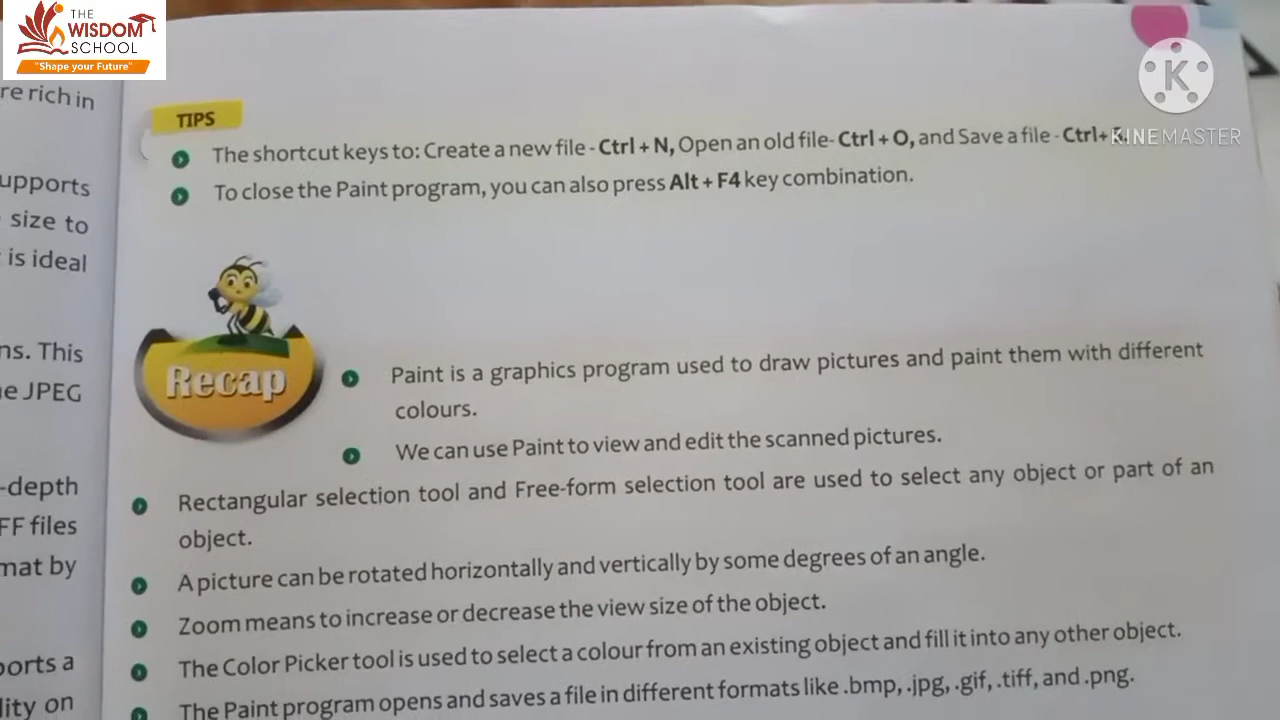 THE
WISDOM
SCHOOL
"Shape your Future"
K
KINEMASTER
re rich in
upports
size to
is ideal
ns. This
e JPEG
-depth
FF files
mat by
ports a
lity on
TIPS
The shortcut keys to: Create a new file - Ctrl + N, Open an old file- Ctrl + O, and Save a file - Ctrl+
To close the Paint program, you can also press Alt + F4 key combination.
Recap
Paint is a graphics program used to draw pictures and paint them with different
colours.
We can use Paint to view and edit the scanned pictures.
Rectangular selection tool and Free-form selection tool are used to select any object or part of an
object.
A picture can be rotated horizontally and vertically by some degrees of an angle.
Zoom means to increase or decrease the view size of the object.
The Color Picker tool is used to select a colour from an existing object and fill it into any other object.
The Paint program opens and saves a file in different formats like .bmp, .jpg, .gif, .tiff, and .png.